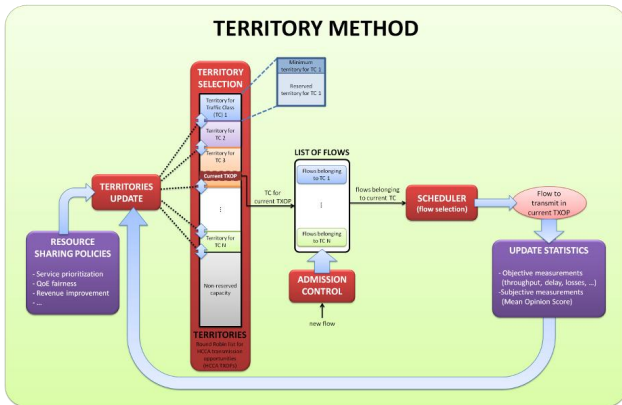 TERRITORY METHOD
TERRITORY
SELECTION
Minimum
territory for TC 1
Reserved
territory for TC 1
Territory for
Traffic Class
(TC) 1
Territory for
TC 2
Territory for
TC 3
Current TXOP
⋮
Territory for
TC N
Non-reserved
capacity
TERRITORIES
Round Robin list for
HCCA transmission
opportunities
(HCCA TXOPs)
TERRITORIES
UPDATE
RESOURCE
SHARING POLICIES
- Service prioritization
- QoE fairness
- Revenue improvement
- ...
TC for
current TXOP
LIST OF FLOWS
Flows belonging
to TC 1
⋮
Flows belonging
to TC N
ADMISSION
CONTROL
new flow
flows belonging
to current TC
SCHEDULER
(flow selection)
Flow to
transmit in
current TXOP
UPDATE STATISTICS
- Objective measurements
(throughput, delay, losses, ...)
-Subjective measurements
(Mean Opinion Score)